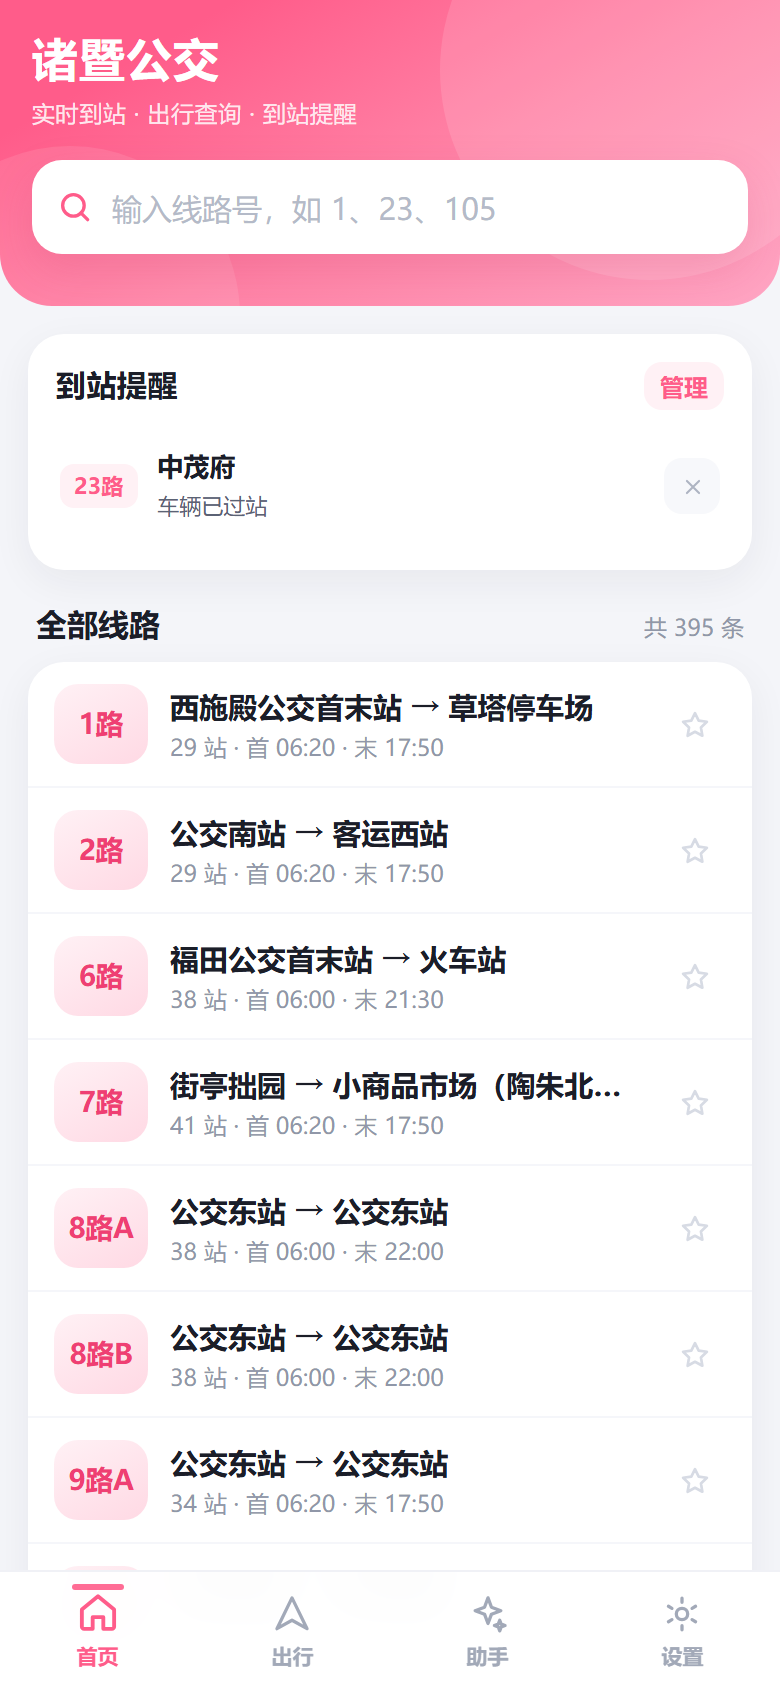 诸暨公交
实时到站 · 出行查询 · 到站提醒
输入线路号，如 1、23、105
到站提醒
管理
23路
中茂府
车辆已过站
×
全部线路
共 395 条
1路
西施殿公交首末站 → 草塔停车场
29 站 · 首 06:20 · 末 17:50
2路
公交南站 → 客运西站
29 站 · 首 06:20 · 末 17:50
6路
福田公交首末站 → 火车站
38 站 · 首 06:00 · 末 21:30
7路
街亭拙园 → 小商品市场（陶朱北...
41 站 · 首 06:20 · 末 17:50
8路A
公交东站 → 公交东站
38 站 · 首 06:00 · 末 22:00
8路B
公交东站 → 公交东站
38 站 · 首 06:00 · 末 22:00
9路A
公交东站 → 公交东站
34 站 · 首 06:20 · 末 17:50
首页
出行
助手
设置